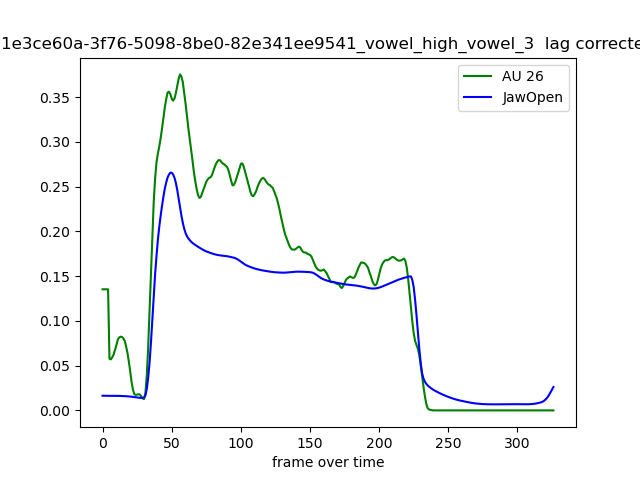 1e3ce60a-3f76-5098-8be0-82e341ee9541_vowel_high_vowel_3 lag correcte
AU 26
JawOpen
0.35
0.30
0.25
0.20
0.15
0.10
0.05
0.00
0 50 100 150 200 250 300
frame over time